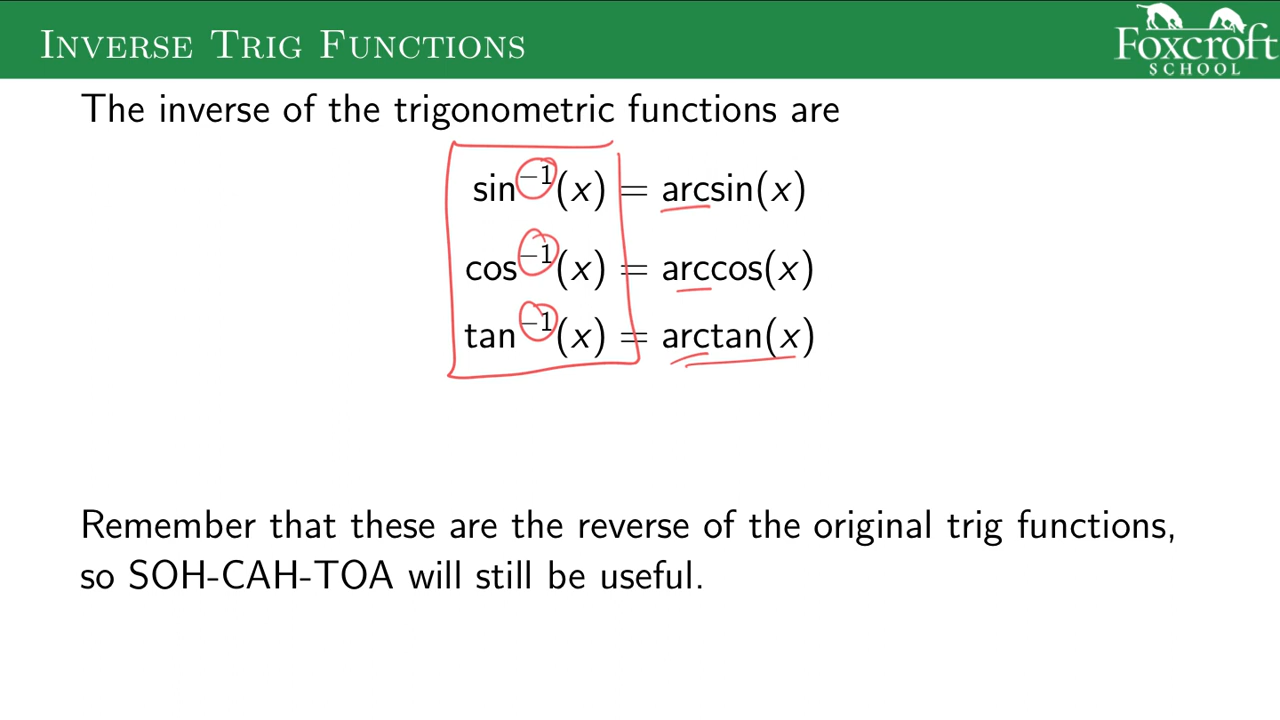 INVERSE TRIG FUNCTIONS
Foxcroft
SCHOOL
The inverse of the trigonometric functions are
sin⁻¹(x) = arcsin(x)
cos⁻¹(x) = arccos(x)
tan⁻¹(x) = arctan(x)
Remember that these are the reverse of the original trig functions,
so SOH-CAH-TOA will still be useful.